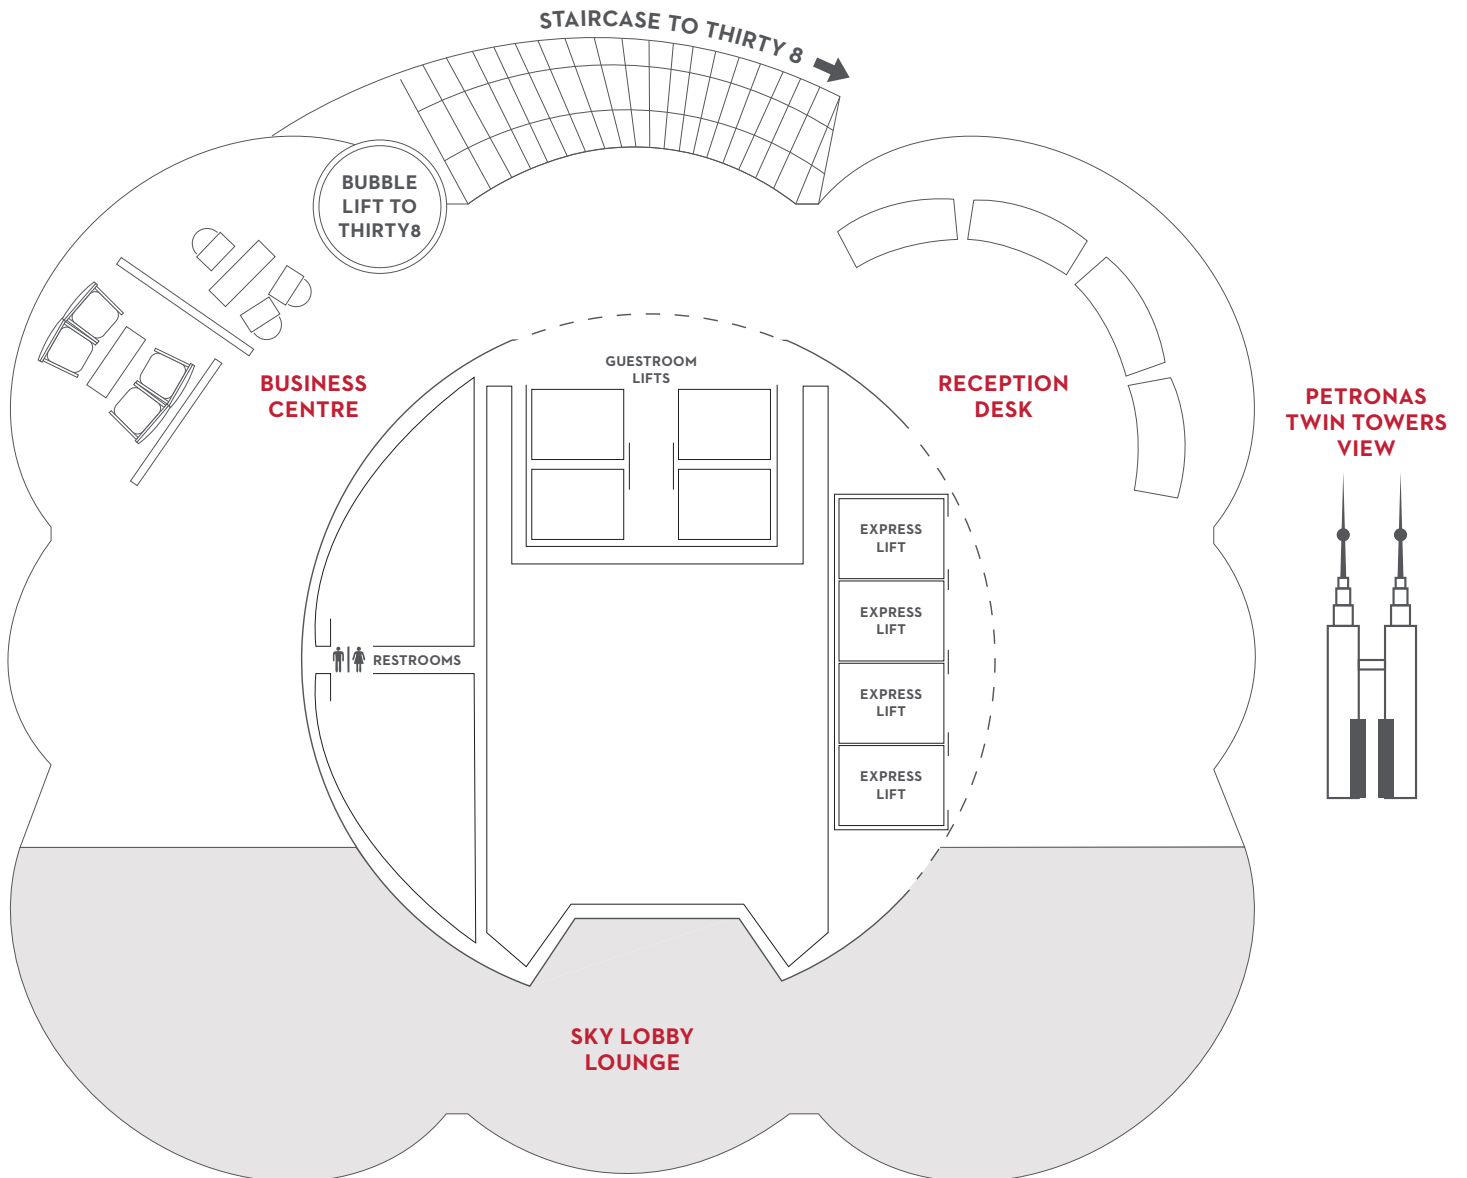 STAIRCASE TO THIRTY 8
BUBBLE
LIFT TO
THIRTY8
GUESTROOM
LIFTS
BUSINESS
CENTRE
RECEPTION
DESK
PETRONAS
TWIN TOWERS
VIEW
EXPRESS
LIFT
EXPRESS
LIFT
RESTROOMS
EXPRESS
LIFT
EXPRESS
LIFT
SKY LOBBY
LOUNGE